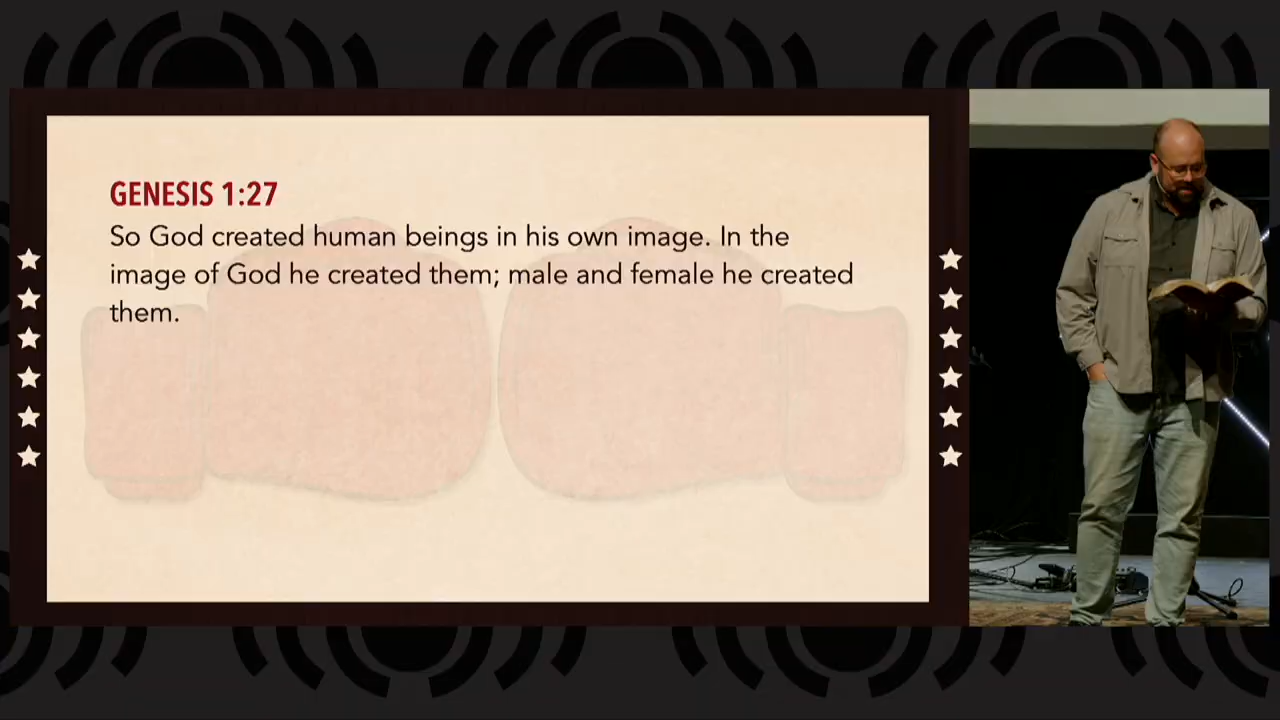 GENESIS 1:27
So God created human beings in his own image. In the
image of God he created them; male and female he created
them.